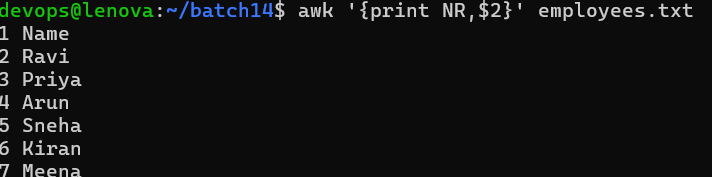 devops@lenova:~/batch14$ awk '{print NR,$2}' employees.txt
1 Name
2 Ravi
3 Priya
4 Arun
5 Sneha
6 Kiran
7 Meena